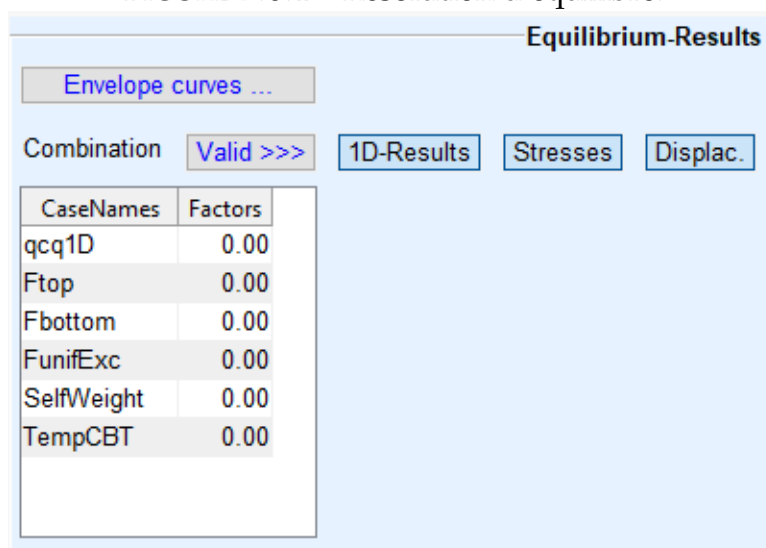 Equilibrium-Results
Envelope curves ...
Combination Valid >>> 1D-Results Stresses Displac.
CaseNames Factors
qcq1D 0.00
Ftop 0.00
Fbottom 0.00
FunifExc 0.00
SelfWeight 0.00
TempCBT 0.00